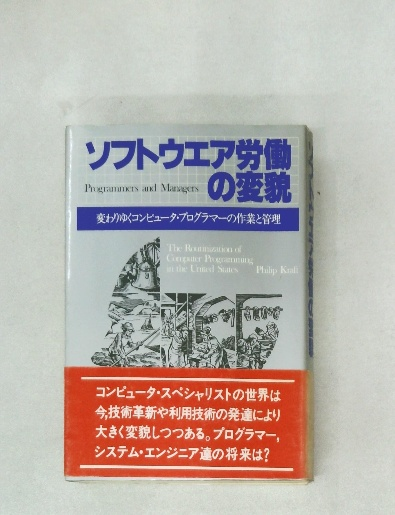 ソフトウエア労働
の変貌
Programmers and Managers
変わりゆくコンピュータ・プログラマーの作業と管理
The Routinization of
Computer Programming
in the United States
Philip Kraft
コンピュータ・スペシャリストの世界は
今、技術革新や利用技術の発達により
大きく変貌しつつある。プログラマー,
システム・エンジニア達の将来は?